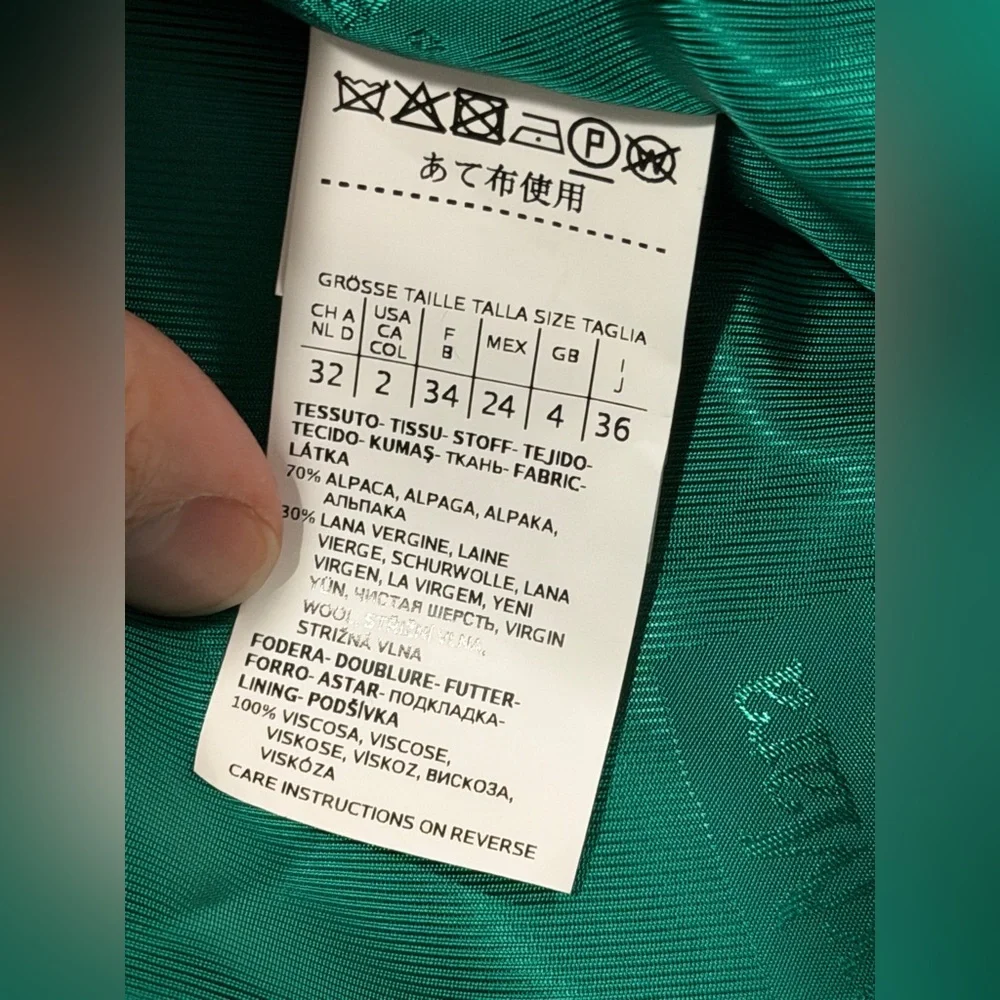 P
W
あて布使用
GRÖSSE TAILLE TALLA SIZE TAGLIA
CH A NL D USA CA COL F B MEX GB I J
32 2 34 24 4 36
TESSUTO- TISSU- STOFF- TEJIDO-
TECIDO- KUMAŞ- ТКАНЬ- FABRIC-
LÁTKA
70% ALPACA, ALPAGA, ALPAKA,
АЛЬПАКА
30% LANA VERGINE, LAINE
VIERGE, SCHURWOLLE, LANA
VIRGEN, LA VIRGEM, YENI
YÜN, ЧИСТАЯ ШЕРСТЬ, VIRGIN
WOOL, STRIŽNÁ VLNA,
STRIŽNÁ VLNA
FODERA- DOUBLURE- FUTTER-
FORRO- ASTAR- ПОДКЛАДКА-
LINING- PODŠÍVKA
100% VISCOSA, VISCOSE,
VISKOSE, VISKOZ, ВИСКОЗА,
VISKÓZA
CARE INSTRUCTIONS ON REVERSE